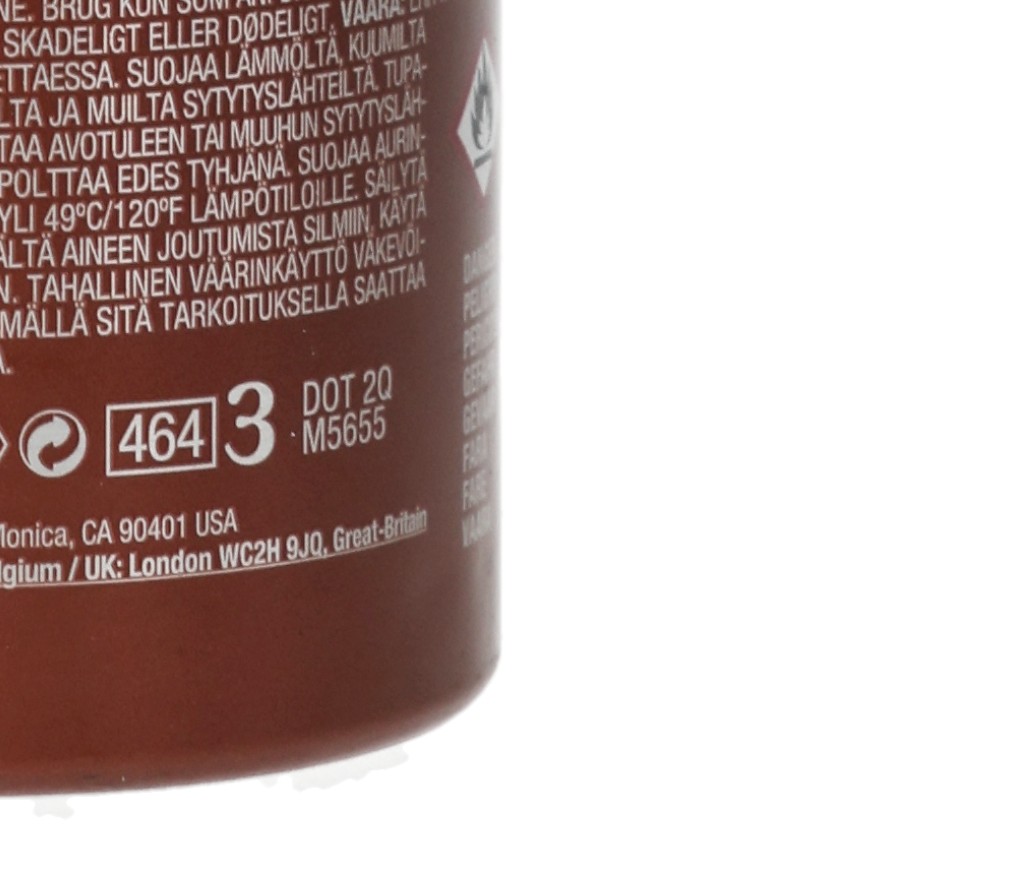 NE. BRUG KUN SOM
SKADELIGT ELLER DØDELIGT. VAARA:
ETTAESSA. SUOJAA LÄMMÖLTÄ, KUUMILTA
LTA JA MUILTA SYTYTYSLÄHTEILTÄ. TUPA-
TAA AVOTULEEN TAI MUUHUN SYTYTYSLÄH-
POLTTAA EDES TYHJÄNÄ. SUOJAA AURIN-
YLI 49ºC/120ºF LÄMPÖTILOILLE. SÄILYTÄ
ÄLTÄ AINEEN JOUTUMISTA SILMIIN. KÄYTÄ
N. TAHALLINEN VÄÄRINKÄYTTÖ VÄKEVÖI-
MÄLLÄ SITÄ TARKOITUKSELLA SAATTAA
A.
464 3 DOT 2Q
M5655
Monica, CA 90401 USA
lgium / UK: London WC2H 9JQ, Great-Britain